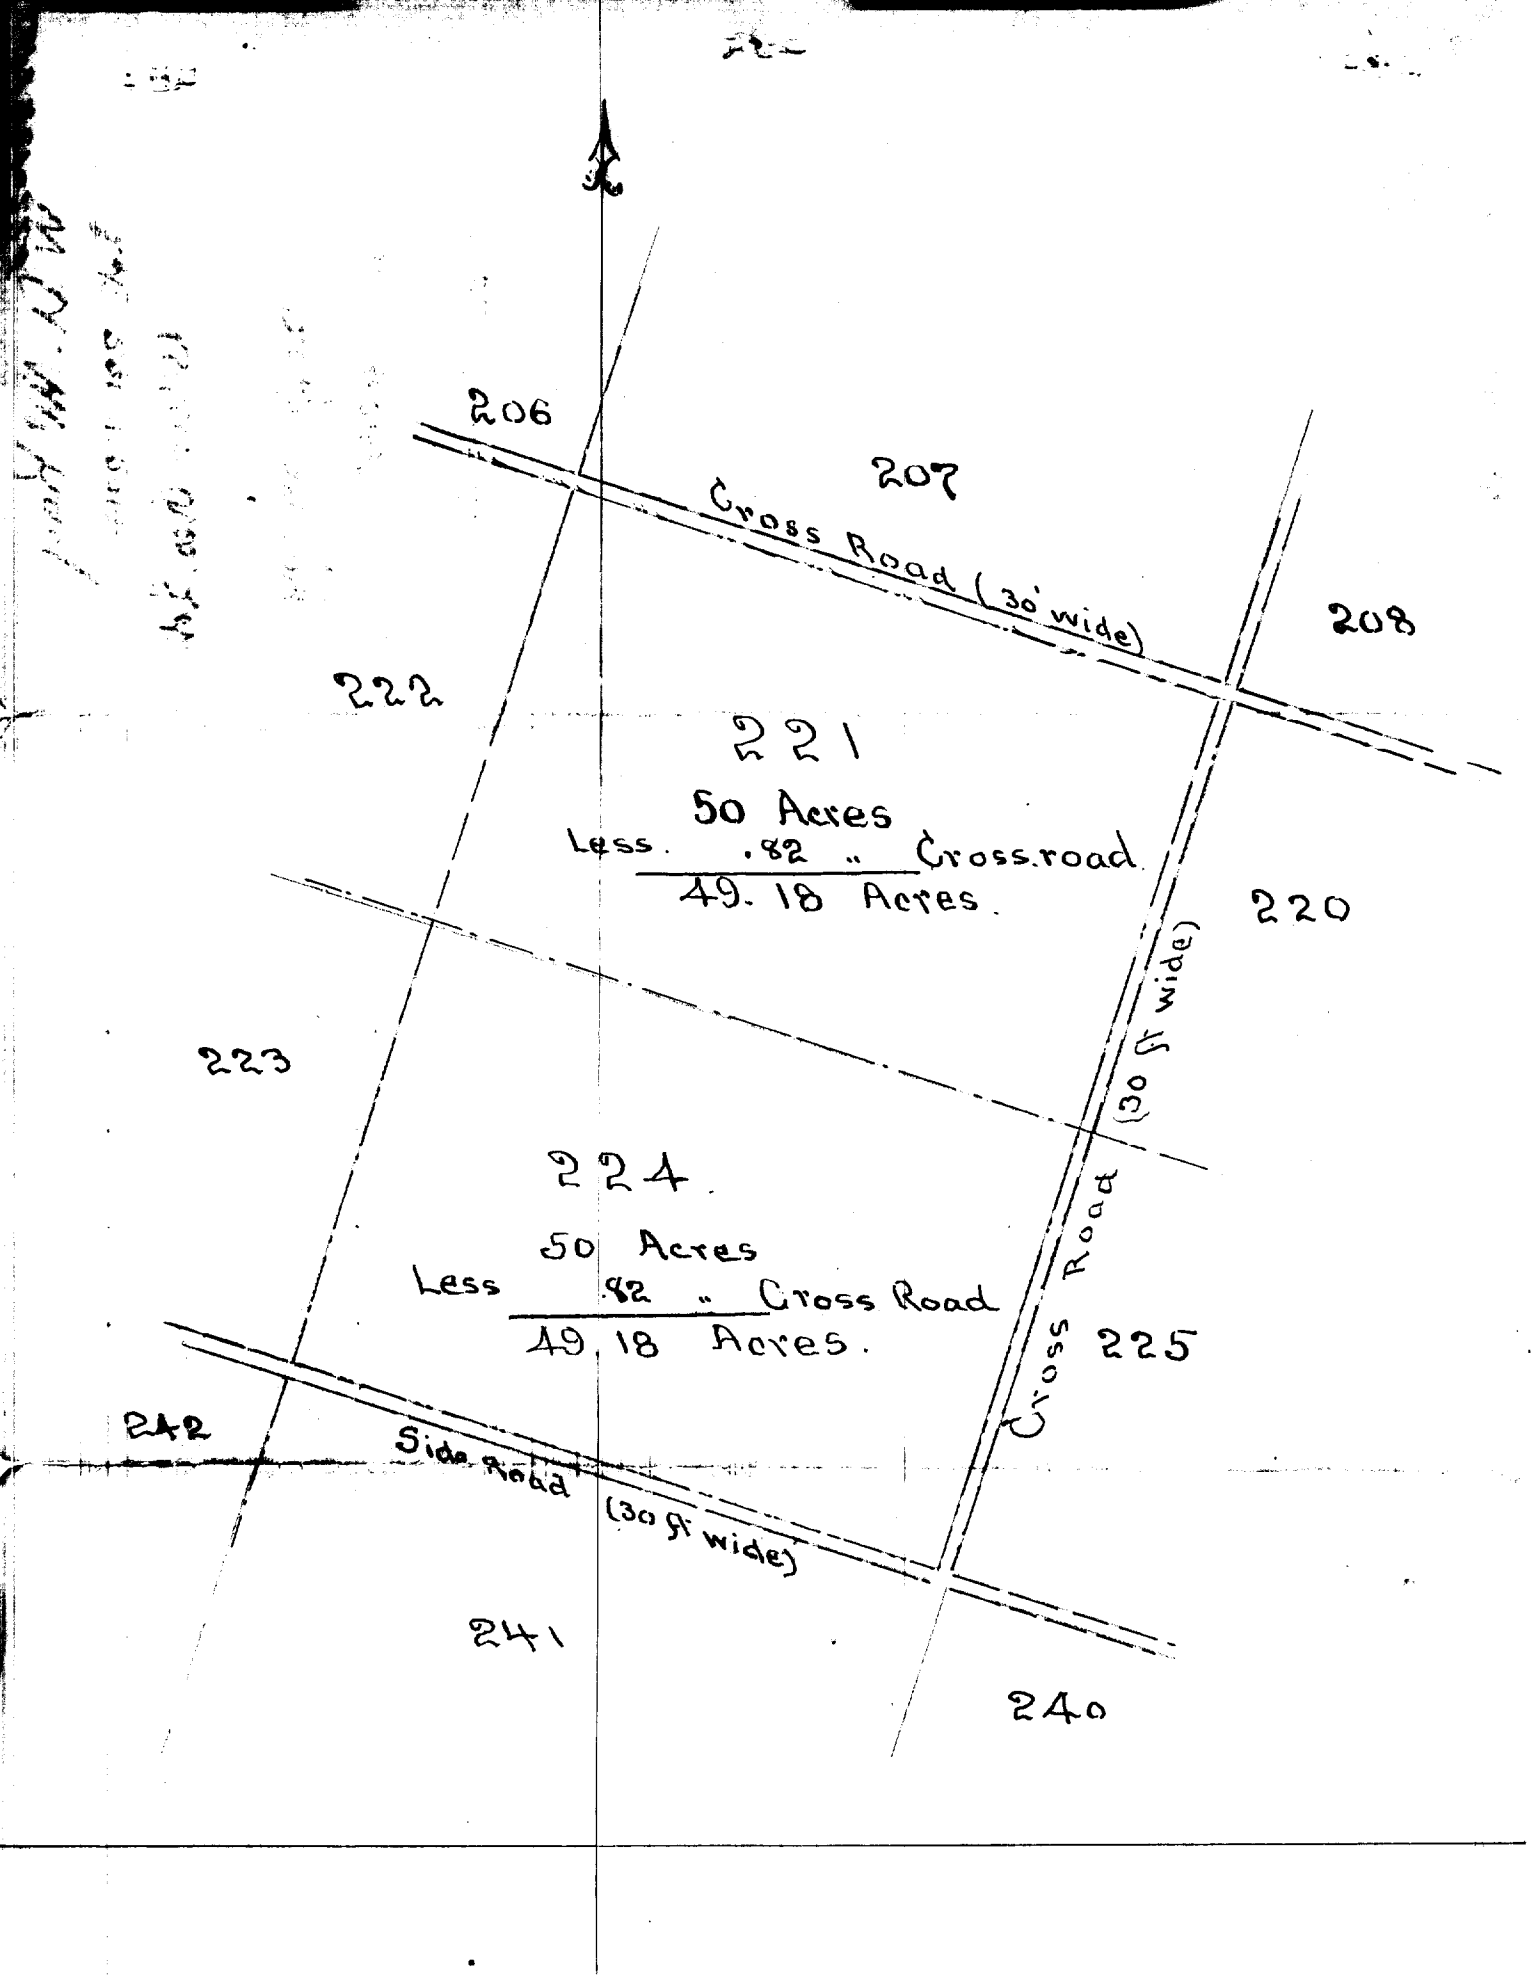 206
207
Cross Road (30' wide)
208
222
221
50 Acres
Less. .82 " Cross.road.
49.18 Acres.
220
Cross Road (30 ft wide)
223
224.
50 Acres
Less .82 " Cross Road
49.18 Acres.
225
242
Side Road (30 ft wide)
241
240